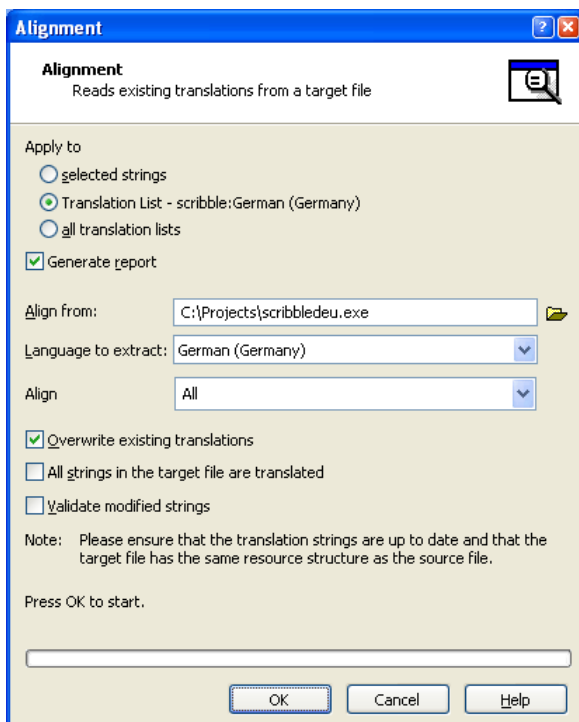 Alignment
Alignment
Reads existing translations from a target file
Apply to
selected strings
Translation List - scribble:German (Germany)
all translation lists
Generate report
Align from: C:\Projects\scribbledeu.exe
Language to extract: German (Germany)
Align All
Overwrite existing translations
All strings in the target file are translated
Validate modified strings
Note: Please ensure that the translation strings are up to date and that the
target file has the same resource structure as the source file.
Press OK to start.
OK Cancel Help